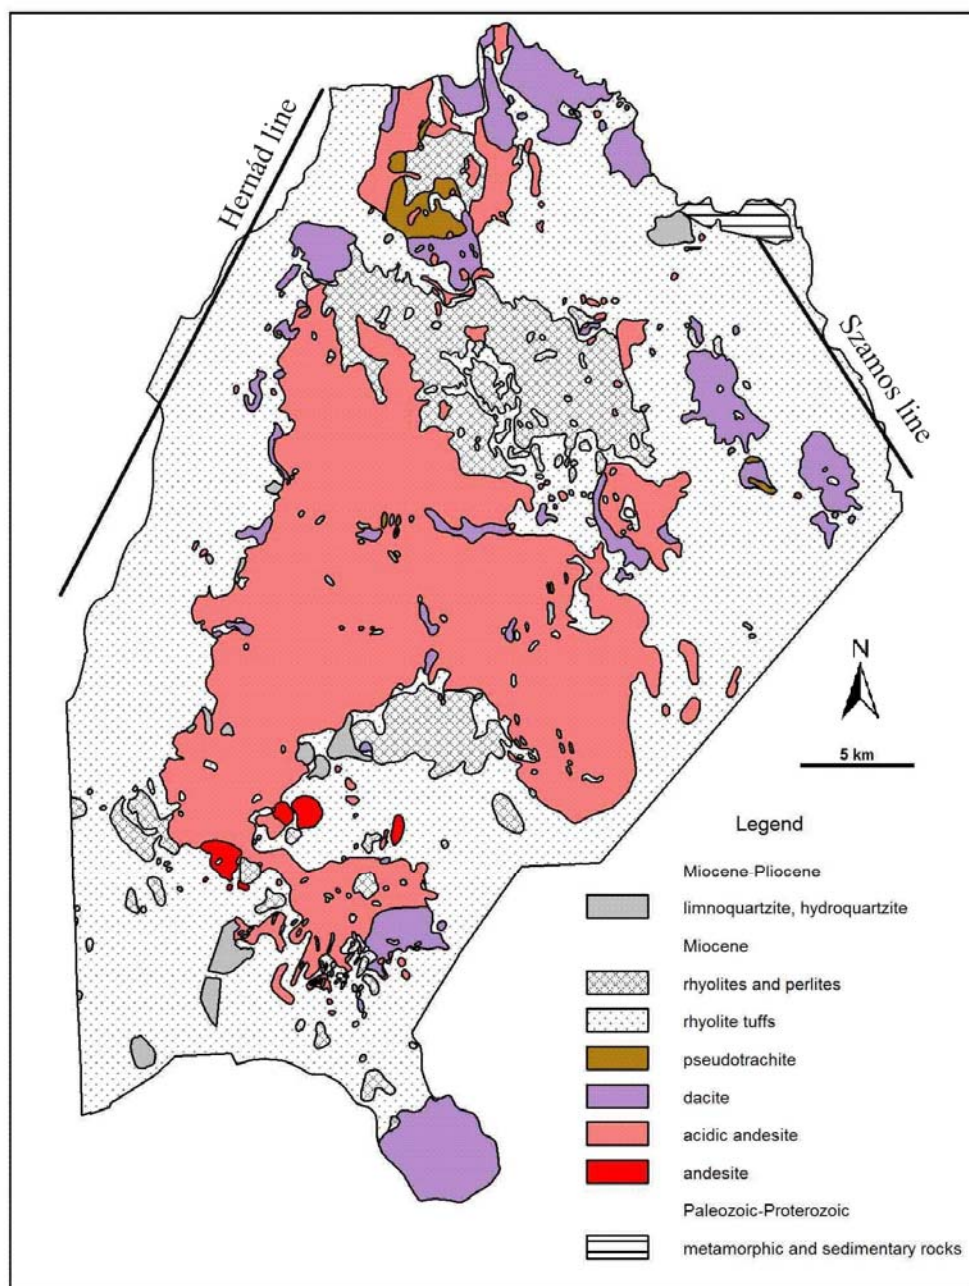 Hernád line
Szamos line
N
5 km
Legend
Miocene-Pliocene
limnoquartzite, hydroquartzite
Miocene
rhyolites and perlites
rhyolite tuffs
pseudotrachite
dacite
acidic andesite
andesite
Paleozoic-Proterozoic
metamorphic and sedimentary rocks